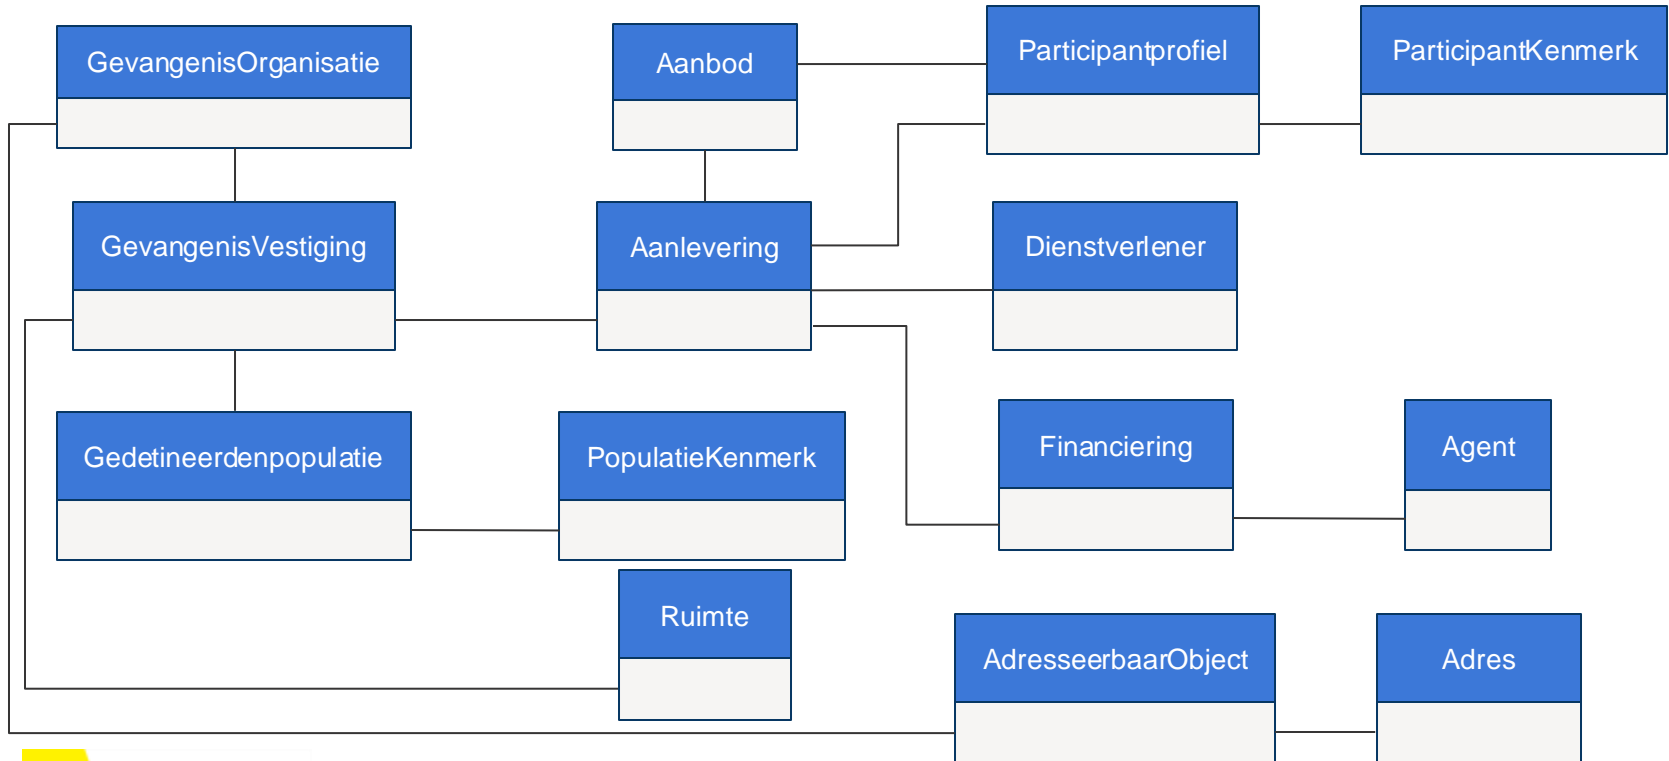 GevangenisOrganisatie
Aanbod
Participantprofiel
ParticipantKenmerk
GevangenisVestiging
Aanlevering
Dienstverlener
Gedetineerdenpopulatie
PopulatieKenmerk
Financiering
Agent
Ruimte
AdresseerbaarObject
Adres